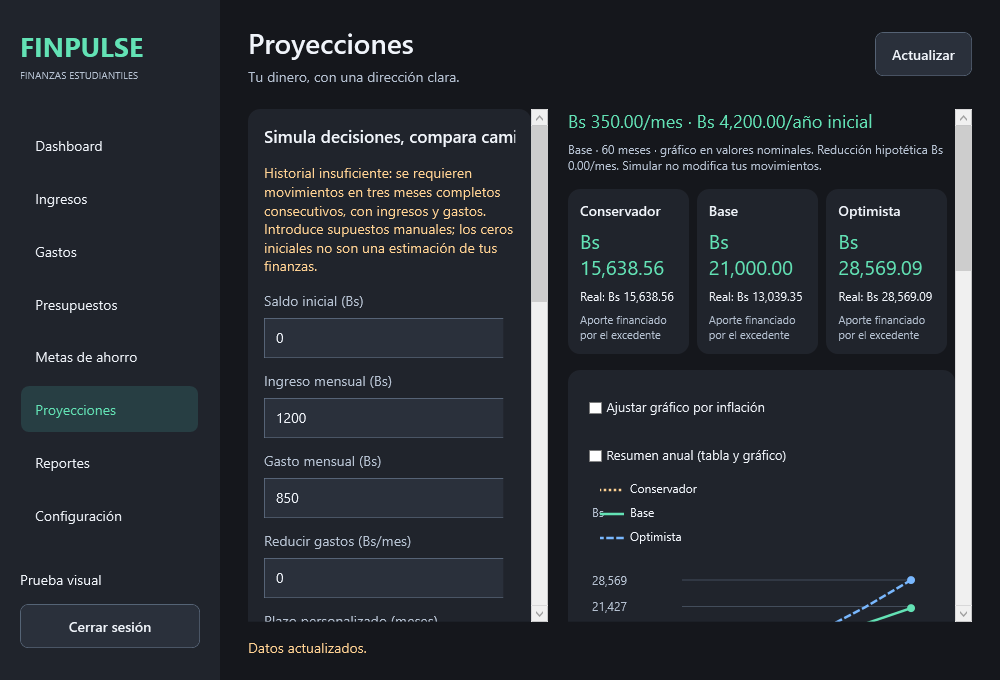 FINPULSE
FINANZAS ESTUDIANTILES
Dashboard
Ingresos
Gastos
Presupuestos
Metas de ahorro
Proyecciones
Reportes
Configuración
Prueba visual
Cerrar sesión
Proyecciones
Tu dinero, con una dirección clara.
Actualizar
Simula decisiones, compara cami
Historial insuficiente: se requieren
movimientos en tres meses completos
consecutivos, con ingresos y gastos.
Introduce supuestos manuales; los ceros
iniciales no son una estimación de tus
finanzas.
Saldo inicial (Bs)
0
Ingreso mensual (Bs)
1200
Gasto mensual (Bs)
850
Reducir gastos (Bs/mes)
0
Plazo personalizado (meses)
Bs 350.00/mes · Bs 4,200.00/año inicial
Base · 60 meses · gráfico en valores nominales. Reducción hipotética Bs
0.00/mes. Simular no modifica tus movimientos.
Conservador
Bs
15,638.56
Real: Bs 15,638.56
Aporte financiado
por el excedente
Base
Bs
21,000.00
Real: Bs 13,039.35
Aporte financiado
por el excedente
Optimista
Bs
28,569.09
Real: Bs 28,569.09
Aporte financiado
por el excedente
Ajustar gráfico por inflación
Resumen anual (tabla y gráfico)
Conservador
Bs
Base
Optimista
28,569
21,427
Datos actualizados.